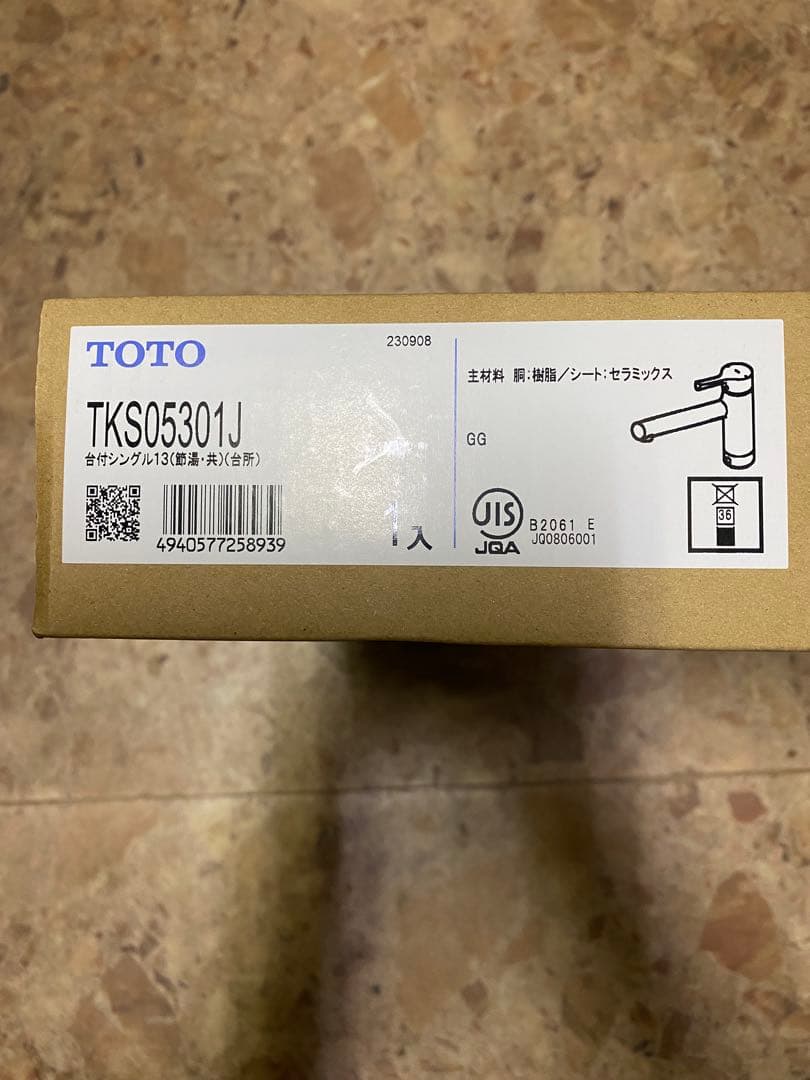 TOTO
230908
TKS05301J
台付シングル13(節湯・共)(台所)
4940577258939
1入
主材料 胴:樹脂/シート:セラミックス
GG
JIS
JQA
B2061 E
JQ0806001
36